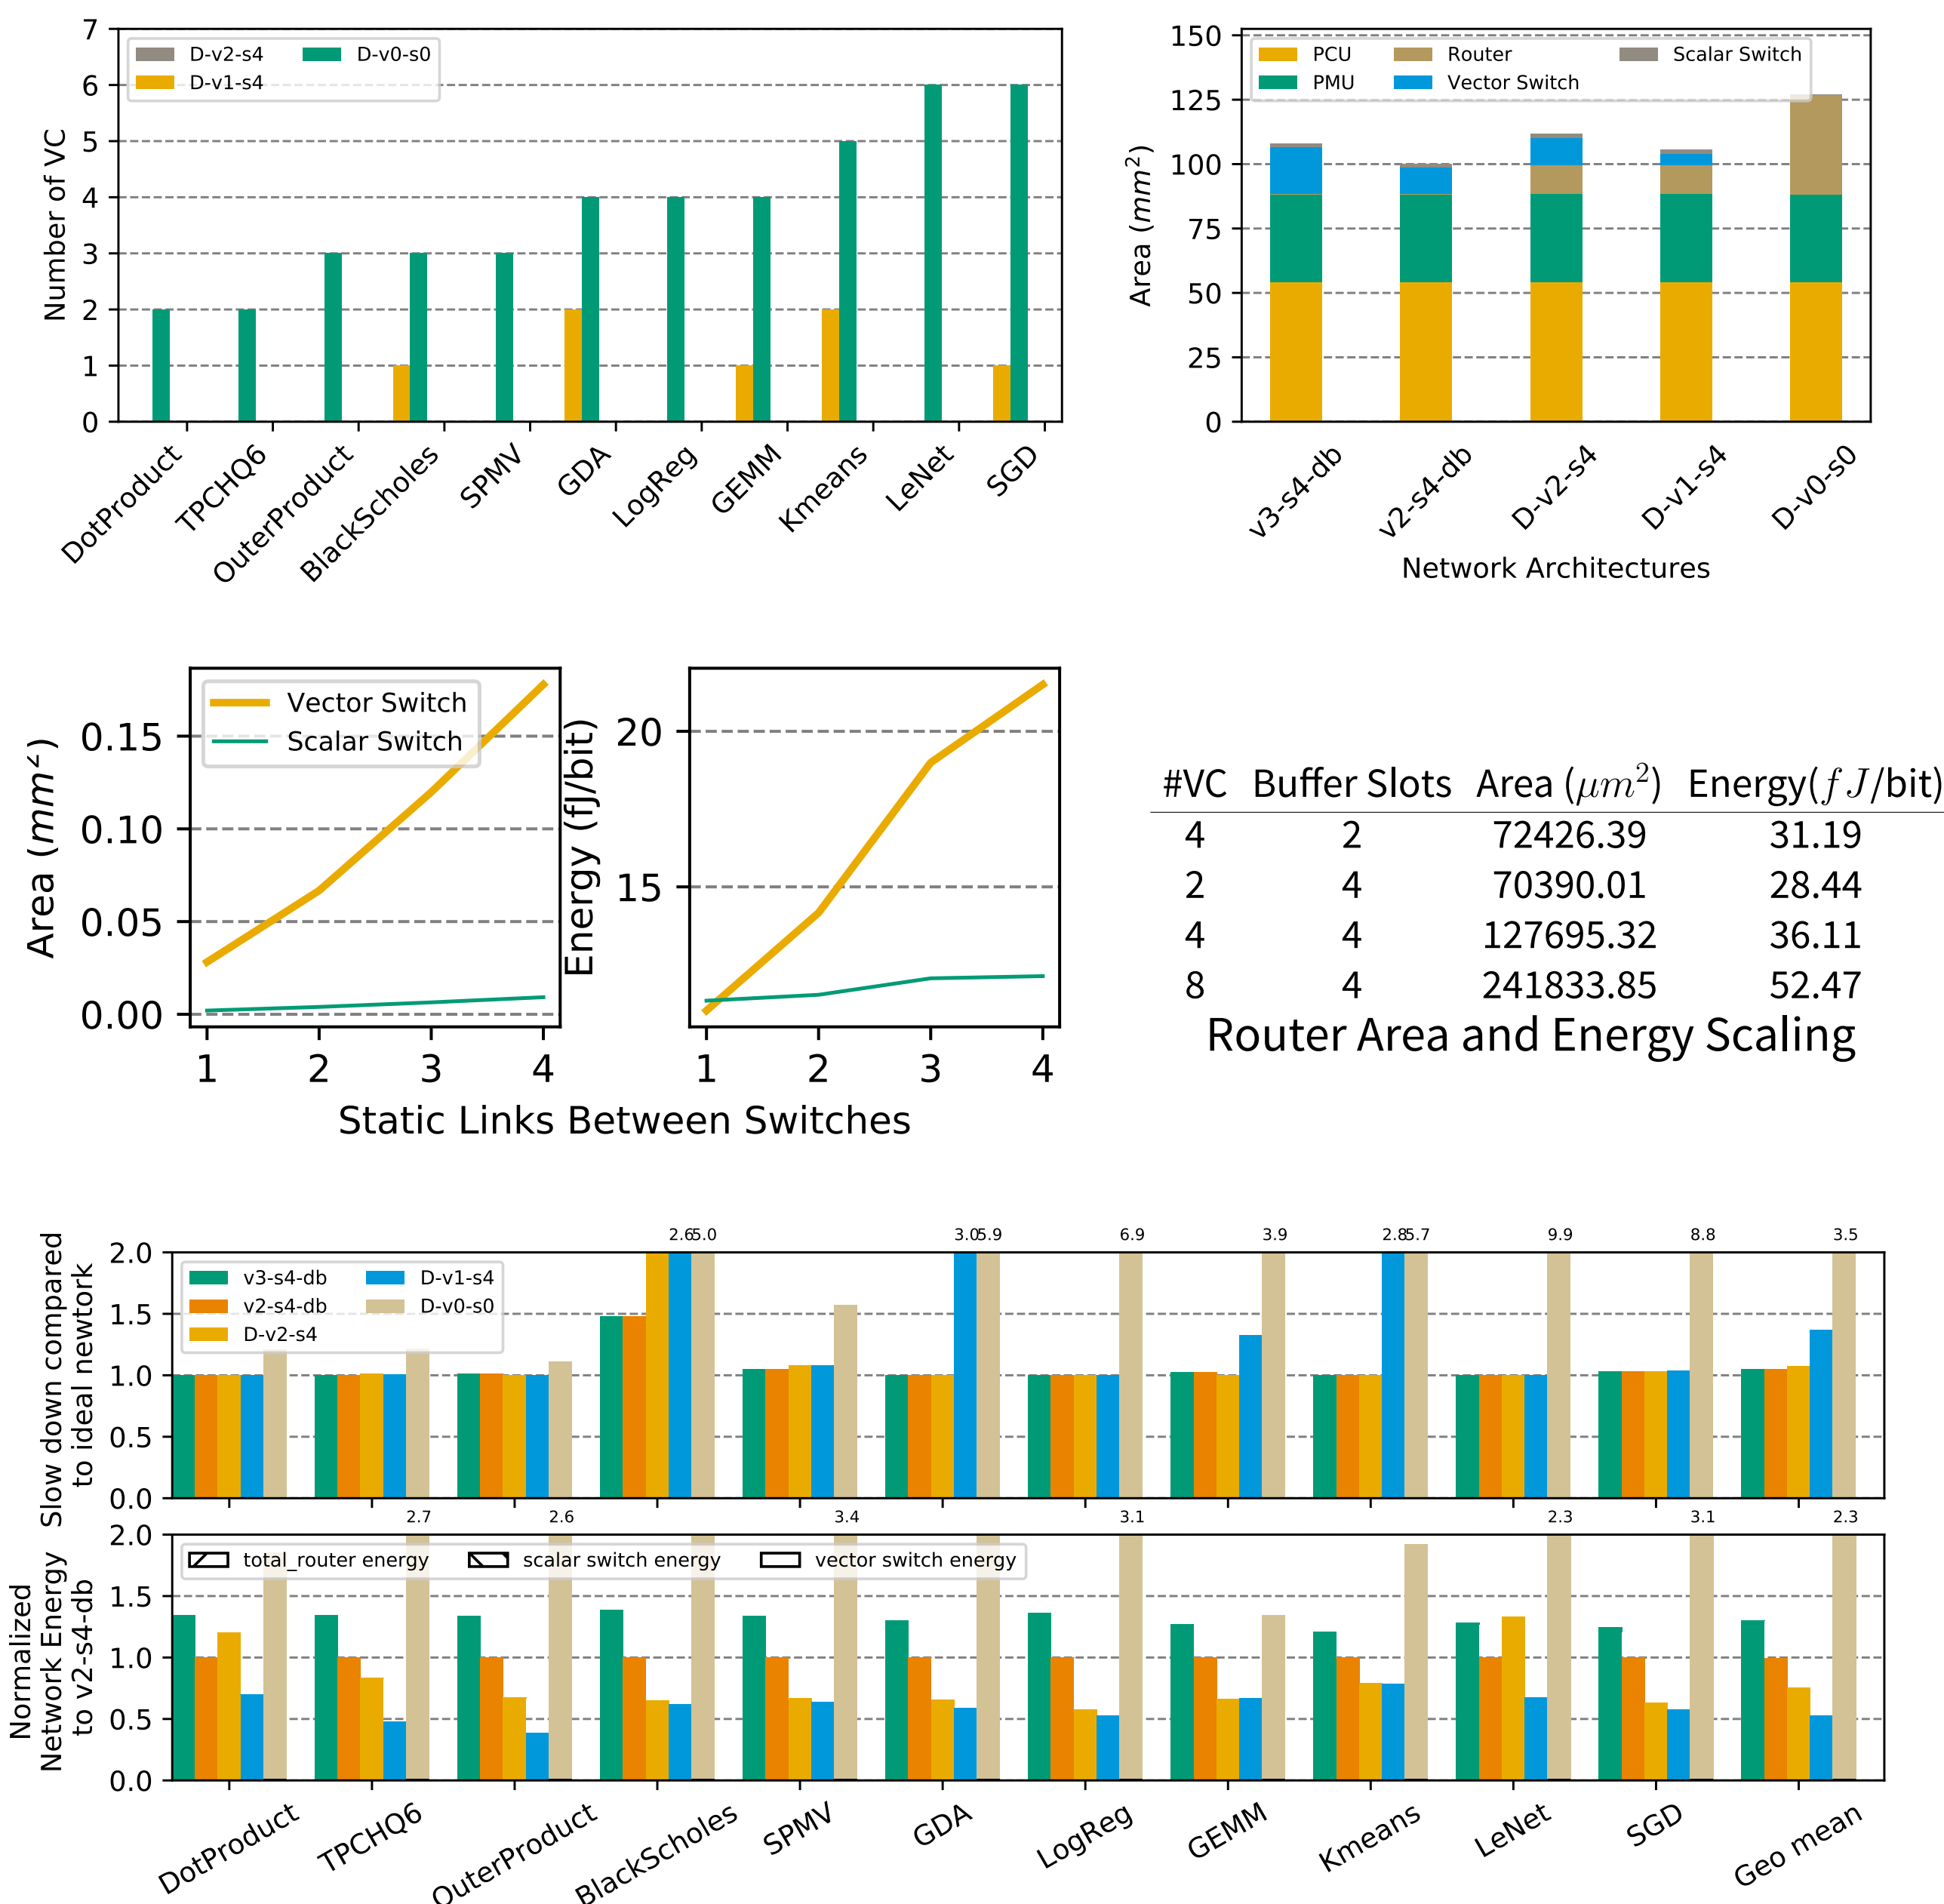 7
6
5
4
3
2
1
0
Number of VC
D-v2-s4
D-v1-s4
D-v0-s0
DotProduct
TPCHQ6
OuterProduct
BlackScholes
SPMV
GDA
LogReg
GEMM
Kmeans
LeNet
SGD
150
125
100
75
50
25
0
Area (mm²)
PCU
PMU
Router
Vector Switch
Scalar Switch
v3-s4-db
v2-s4-db
D-v2-s4
D-v1-s4
D-v0-s0
Network Architectures
Area (mm²)
0.15
0.10
0.05
0.00
Vector Switch
Scalar Switch
1 2 3 4
Energy (fJ/bit)
20
15
1 2 3 4
Static Links Between Switches
#VC Buffer Slots Area (μm²) Energy(fJ/bit)
4 2 72426.39 31.19
2 4 70390.01 28.44
4 4 127695.32 36.11
8 4 241833.85 52.47
Router Area and Energy Scaling
2.6 5.0 3.0 5.9 6.9 3.9 2.8 5.7 9.9 8.8 3.5
Slow down compared
to ideal newtork
2.0
1.5
1.0
0.5
0.0
v3-s4-db
v2-s4-db
D-v2-s4
D-v1-s4
D-v0-s0
2.7 2.6 3.4 3.1 2.3 3.1 2.3
Normalized
Network Energy
to v2-s4-db
2.0
1.5
1.0
0.5
0.0
total_router energy
scalar switch energy
vector switch energy
DotProduct
TPCHQ6
OuterProduct
BlackScholes
SPMV
GDA
LogReg
GEMM
Kmeans
LeNet
SGD
Geo mean